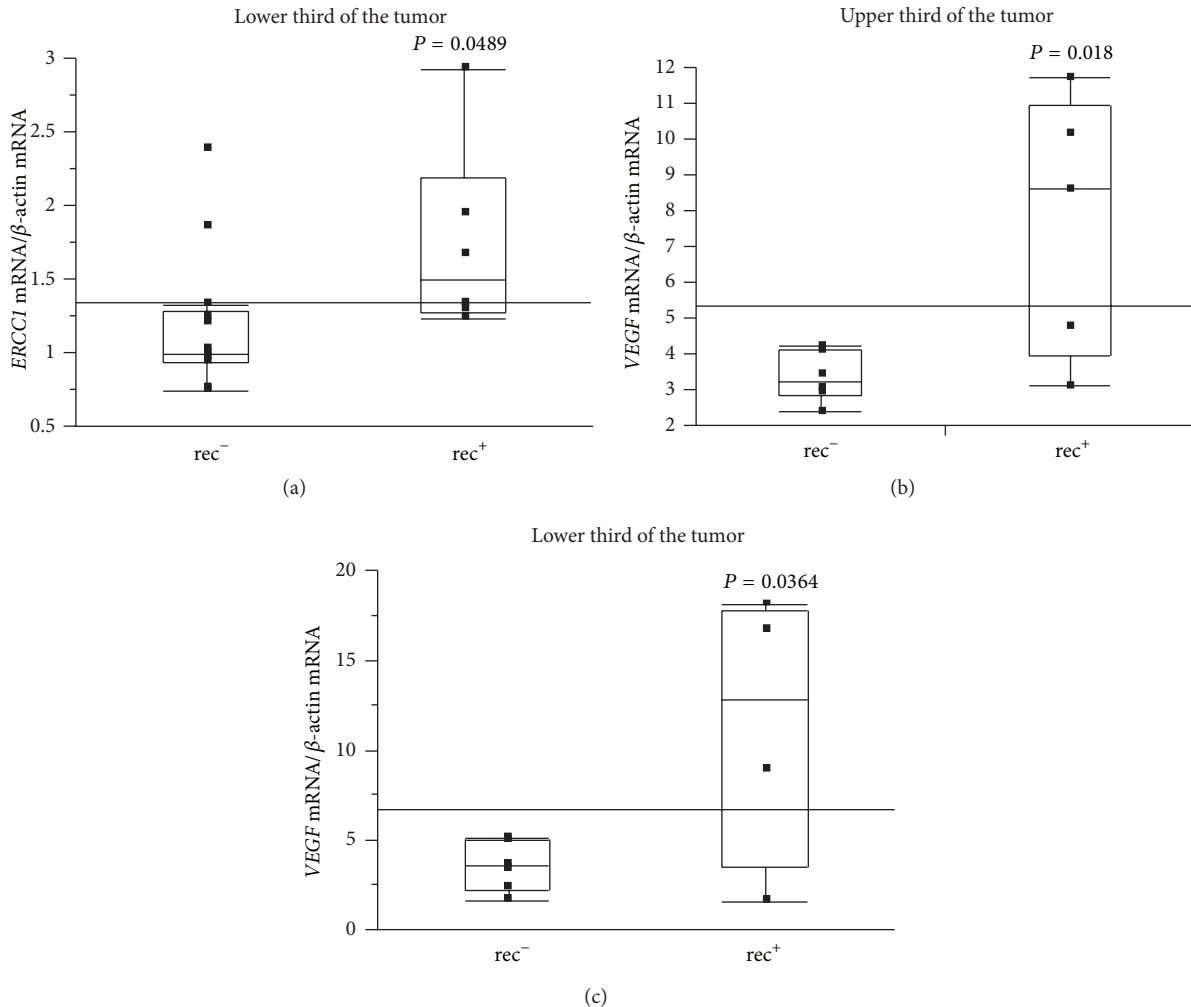 Lower third of the tumor
P = 0.0489
ERCC1 mRNA/β-actin mRNA
3
2.5
2
1.5
1
0.5
rec⁻ rec⁺
(a)
Upper third of the tumor
P = 0.018
VEGF mRNA/β-actin mRNA
12
11
10
9
8
7
6
5
4
3
2
rec⁻ rec⁺
(b)
Lower third of the tumor
P = 0.0364
VEGF mRNA/β-actin mRNA
20
15
10
5
0
rec⁻ rec⁺
(c)